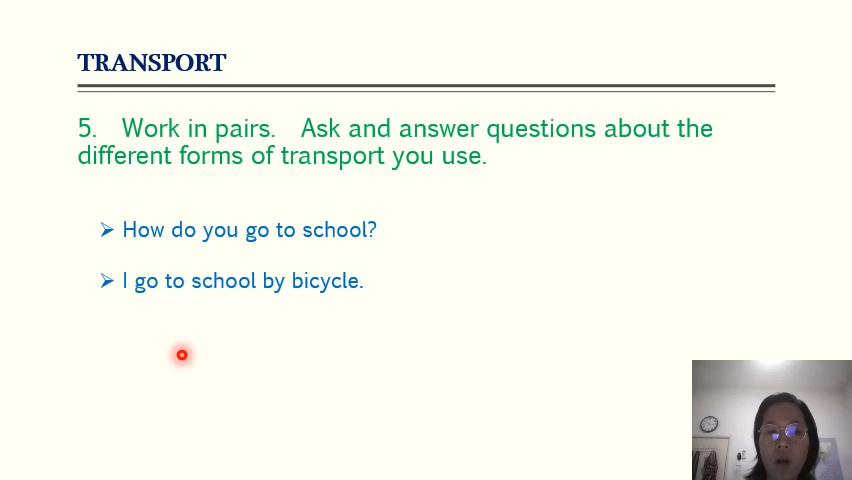 TRANSPORT
5. Work in pairs. Ask and answer questions about the
different forms of transport you use.
How do you go to school?
I go to school by bicycle.